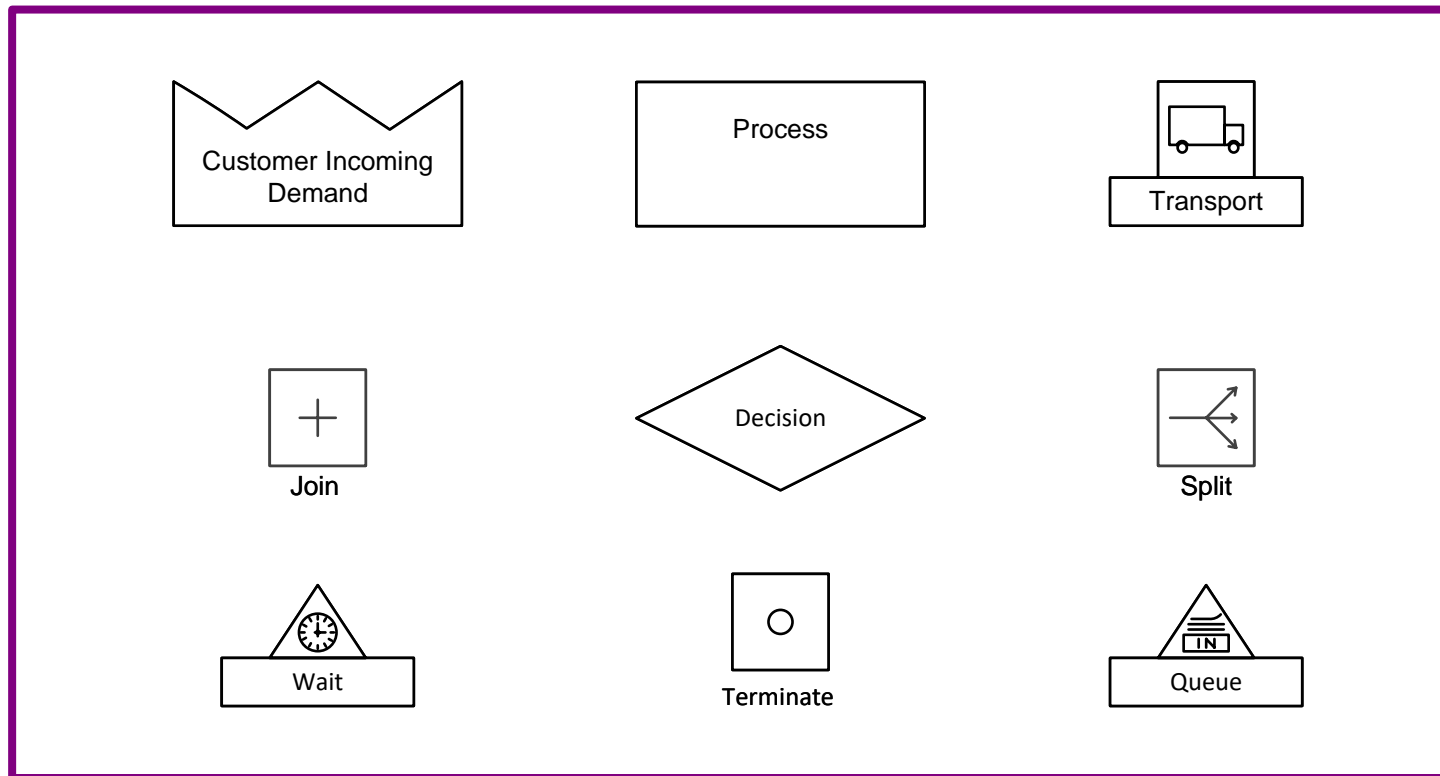 Customer Incoming
Demand
Process
Transport
Join
Decision
Split
Wait
Terminate
IN
Queue